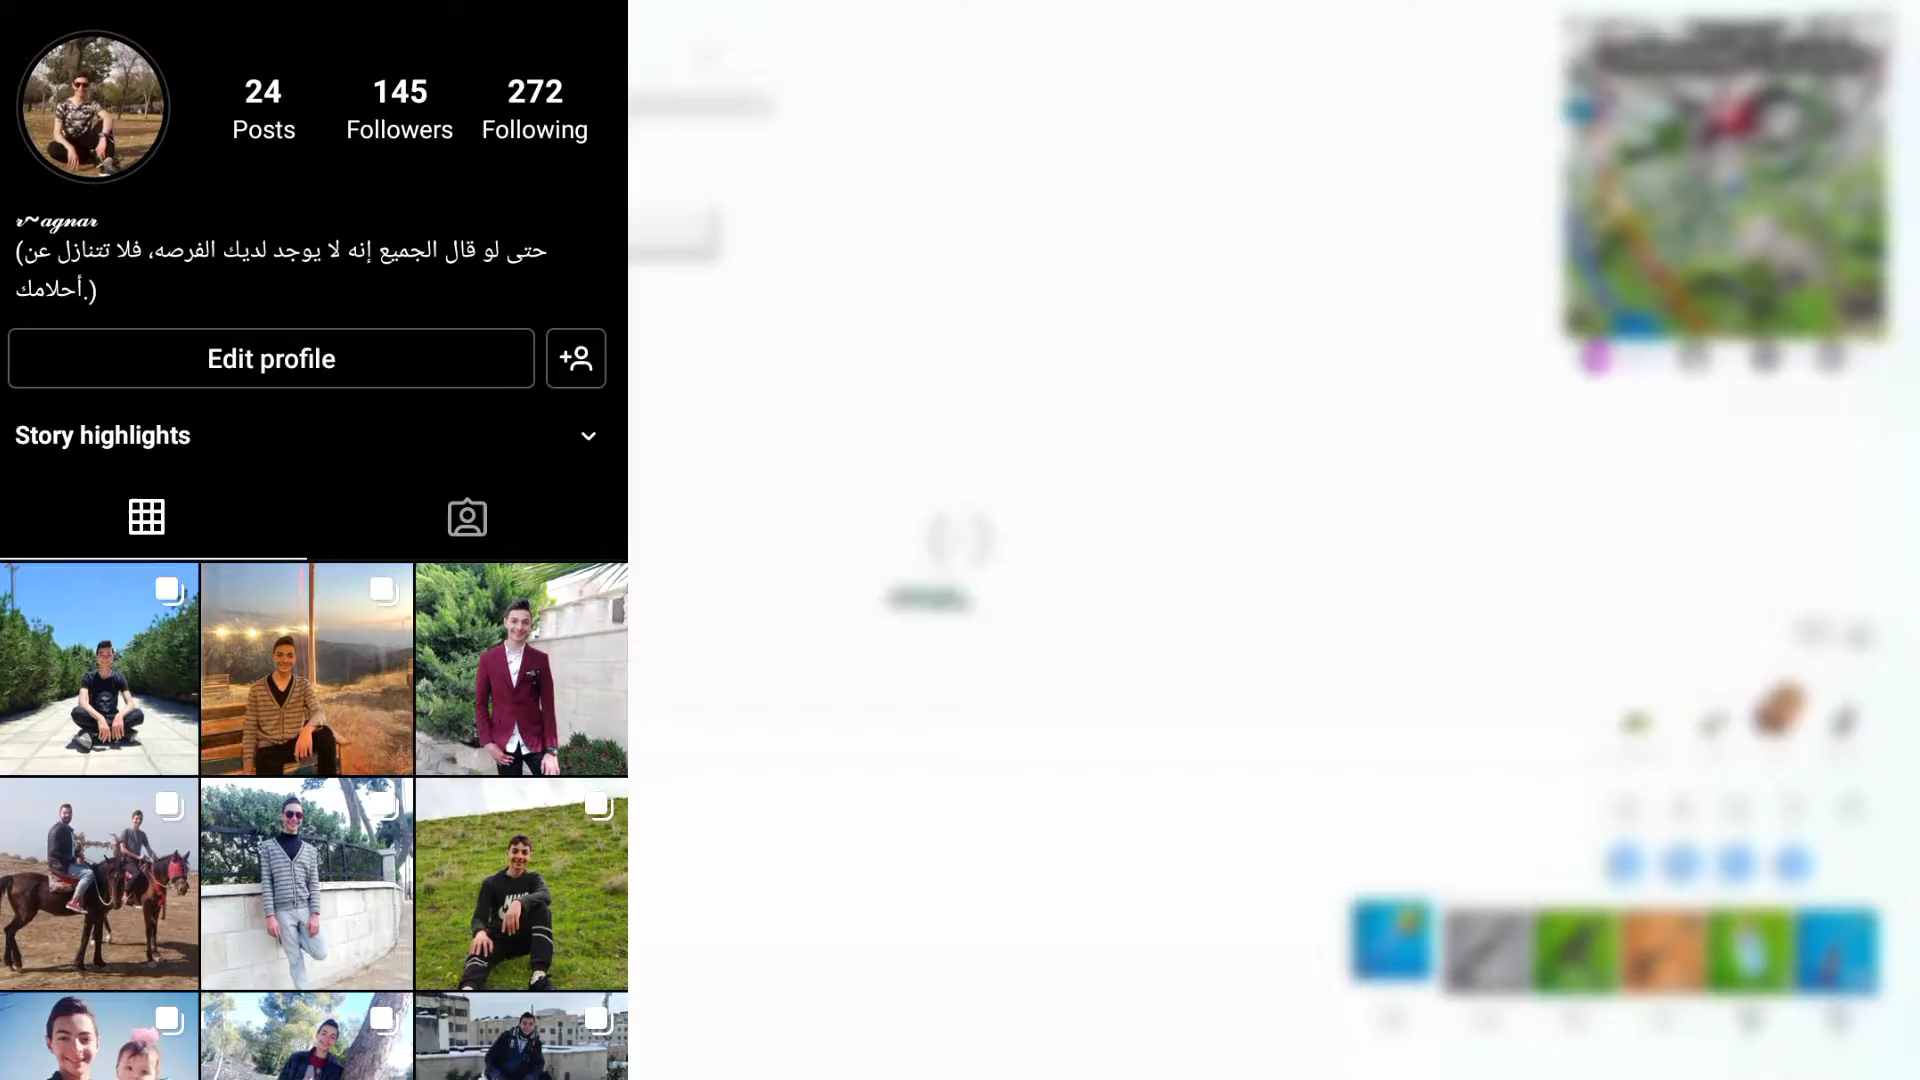 24 145 272
Posts Followers Following
r~agnar
(حتى لو قال الجميع إنه لا يوجد لديك الفرصه، فلا تتنازل عن
أحلامك.)
Edit profile
Story highlights
NIKE